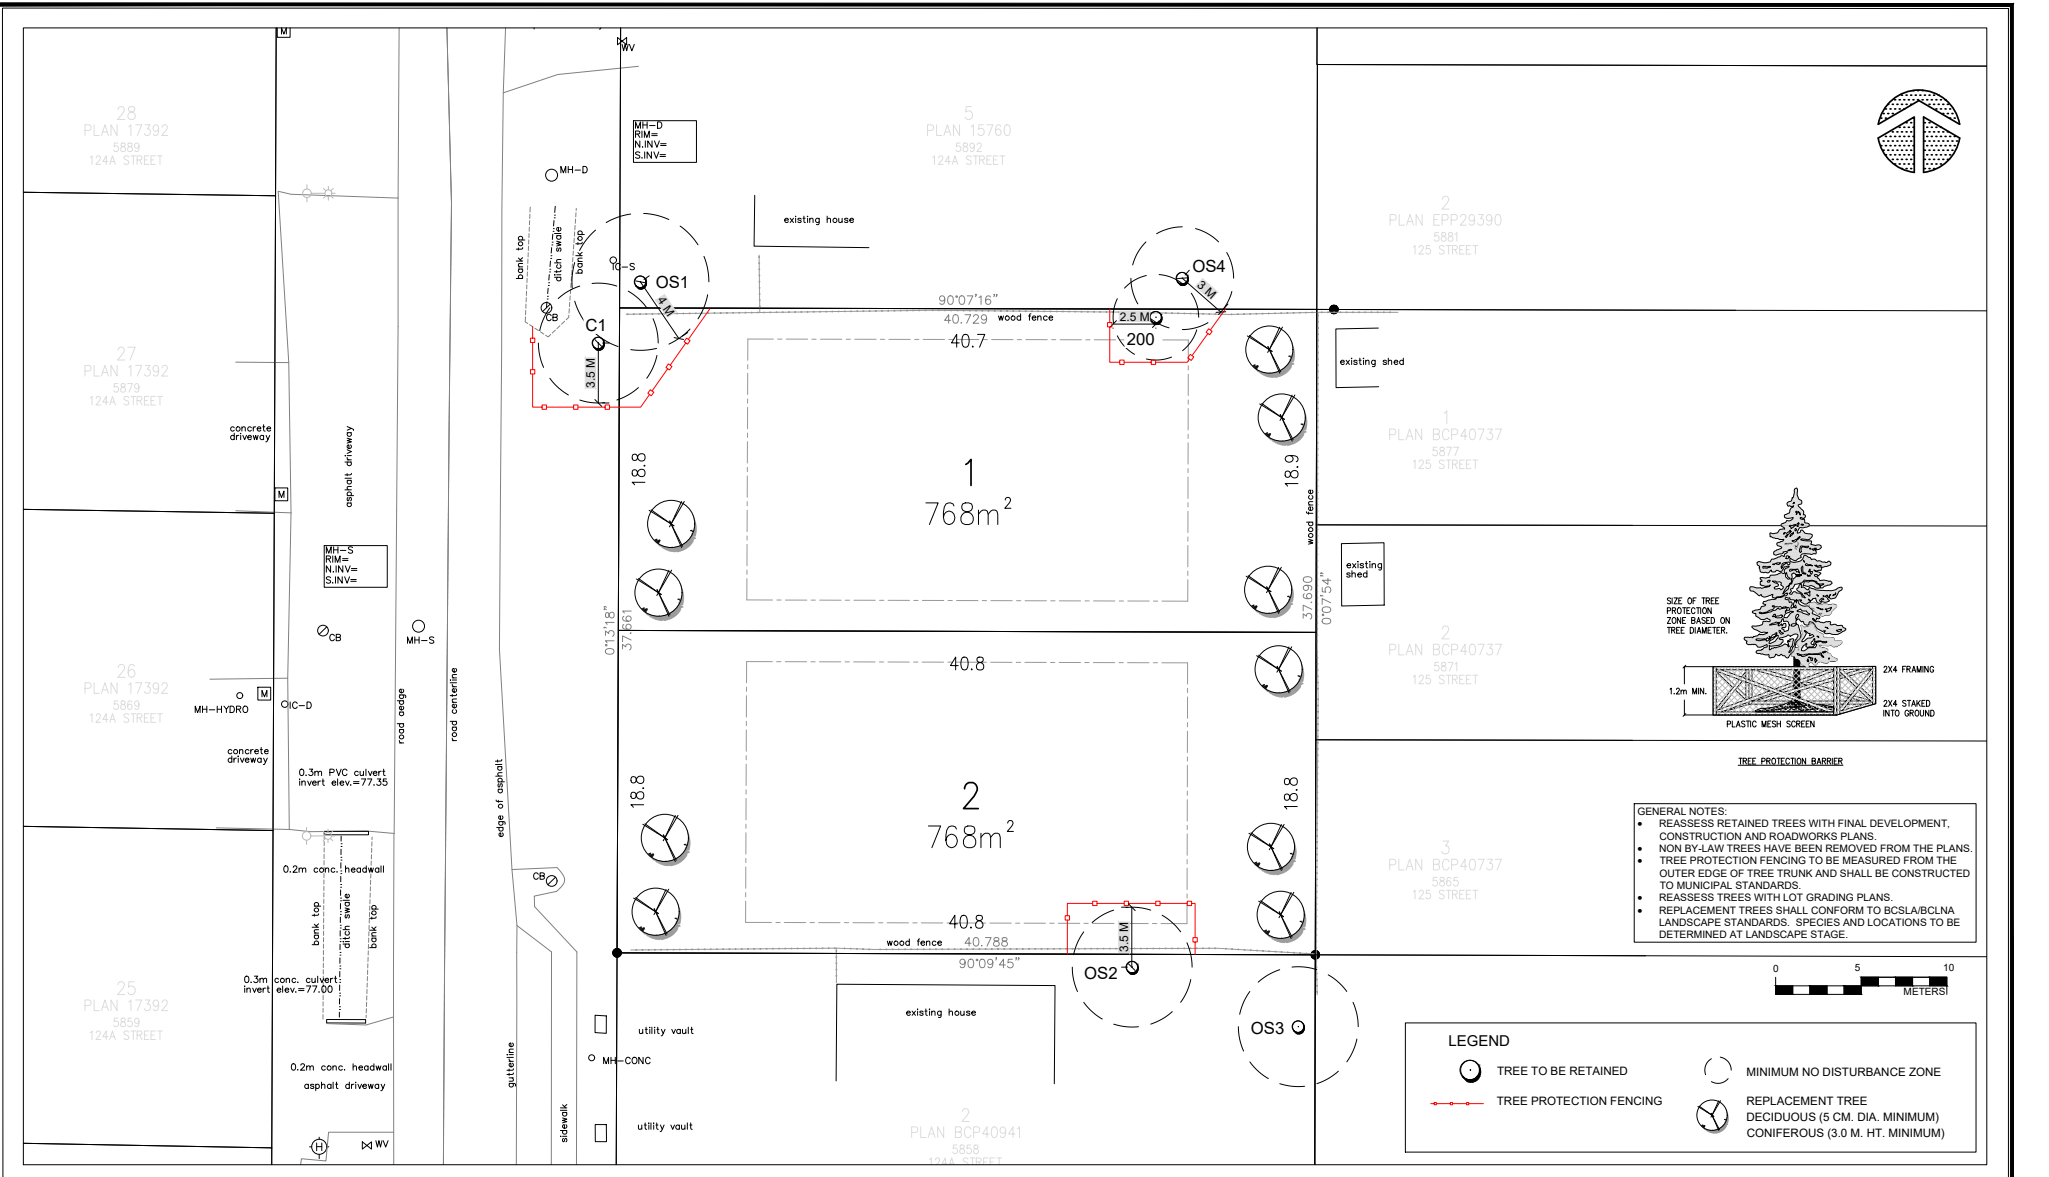 M
WV
28
PLAN 17392
5889
124A STREET
MH-D
RIM=
N.INV=
S.INV=
5
PLAN 15760
5892
124A STREET
MH-D
2
PLAN EPP29390
5881
125 STREET
existing house
bank top
ditch swale
bank top
IC-S
OS1
4 M
OS4
3 M
CB
C1
3.5 M
90°07'16"
40.729
wood fence
40.7
2.5 M
200
27
PLAN 17392
5879
124A STREET
existing shed
1
PLAN BCP40737
5877
125 STREET
concrete
driveway
asphalt driveway
M
18.8
1
768m²
18.9
wood fence
MH-S
RIM=
N.INV=
S.INV=
existing
shed
37.690
0°07'54"
0°13'18"
37.661
CB
MH-S
26
PLAN 17392
5869
124A STREET
MH-HYDRO
M
IC-D
road aedge
road centerline
40.8
2
PLAN BCP40737
5871
125 STREET
SIZE OF TREE
PROTECTION
ZONE BASED ON
TREE DIAMETER.
1.2m MIN.
2X4 FRAMING
2X4 STAKED
INTO GROUND
PLASTIC MESH SCREEN
TREE PROTECTION BARRIER
concrete
driveway
0.3m PVC culvert
invert elev.=77.35
edge of asphalt
18.8
2
768m²
18.8
3
PLAN BCP40737
5865
125 STREET
GENERAL NOTES:
• REASSESS RETAINED TREES WITH FINAL DEVELOPMENT,
CONSTRUCTION AND ROADWORKS PLANS.
• NON BY-LAW TREES HAVE BEEN REMOVED FROM THE PLANS.
• TREE PROTECTION FENCING TO BE MEASURED FROM THE
OUTER EDGE OF TREE TRUNK AND SHALL BE CONSTRUCTED
TO MUNICIPAL STANDARDS.
• REASSESS TREES WITH LOT GRADING PLANS.
• REPLACEMENT TREES SHALL CONFORM TO BCSLA/BCLNA
LANDSCAPE STANDARDS. SPECIES AND LOCATIONS TO BE
DETERMINED AT LANDSCAPE STAGE.
0.2m conc. headwall
bank top
ditch swale
bank top
CB
40.8
wood fence
40.788
90°09'45"
3.5 M
OS2
OS3
0.3m conc. culvert
invert elev.=77.00
25
PLAN 17392
5859
124A STREET
existing house
0 5 10
METERS
utility vault
MH-CONC
0.2m conc. headwall
asphalt driveway
gutterline
sidewalk
utility vault
H
WV
2
PLAN BCP40941
5858
124A STREET
LEGEND
TREE TO BE RETAINED
MINIMUM NO DISTURBANCE ZONE
TREE PROTECTION FENCING
REPLACEMENT TREE
DECIDUOUS (5 CM. DIA. MINIMUM)
CONIFEROUS (3.0 M. HT. MINIMUM)